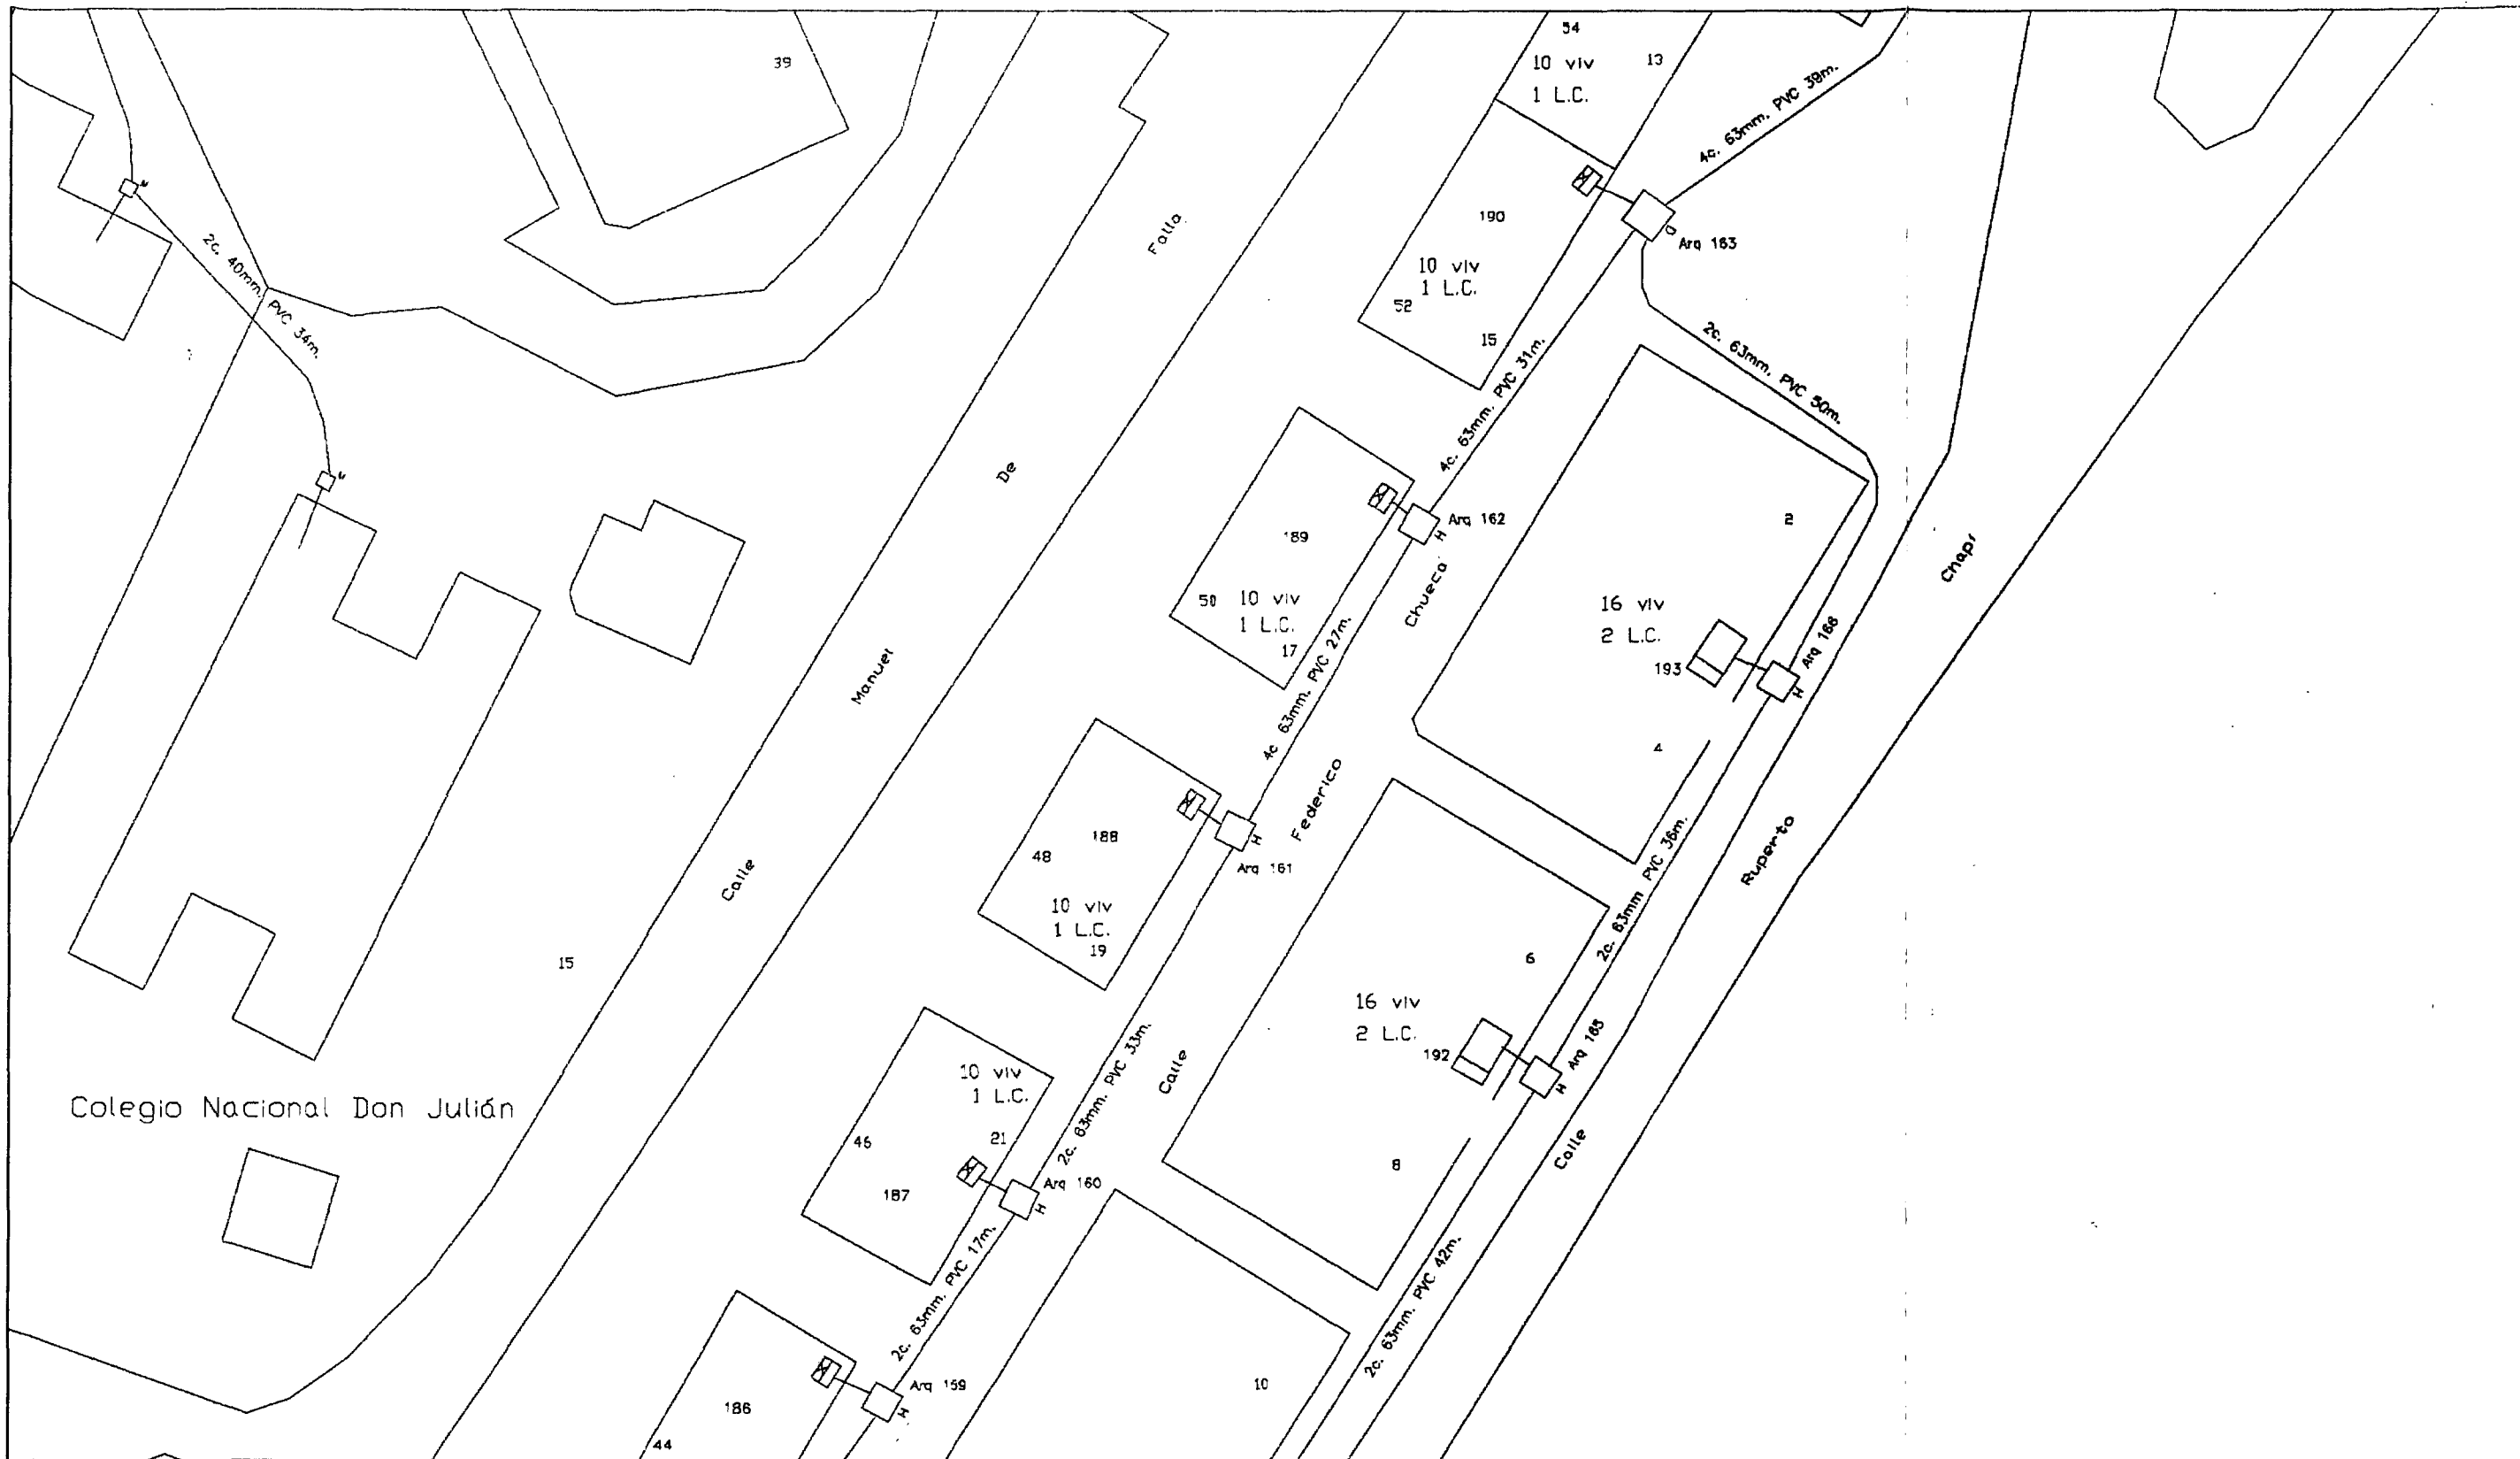 39
54
10 viv
13
1 L.C.
4c. 63mm. PVC 39m.
190
Arq 163
G
10 viv
1 L.C.
52
15
2c. 40mm. PVC 34m.
M
M
Falla
De
Manuel
Calle
4c. 63mm. PVC 31m.
2c. 63mm. PVC 50m.
Arq 162
H
189
50 10 viv
1 L.C.
17
Chueca
Federico
Calle
4c 63mm. PVC 27m.
2
16 viv
2 L.C.
193
Arq 166
H
4
Chapí
Ruperto
Calle
188
48
10 viv
1 L.C.
19
H
Arq 161
2c. 63mm PVC 36m.
6
16 viv
2 L.C.
192
Arq 165
H
8
15
2c. 63mm. PVC 33m.
10 viv
1 L.C.
46
21
187
Arq 160
H
Colegio Nacional Don Julián
2c. 63mm. PVC 17m.
2c. 63mm. PVC 42m.
186
44
Arq 159
H
10